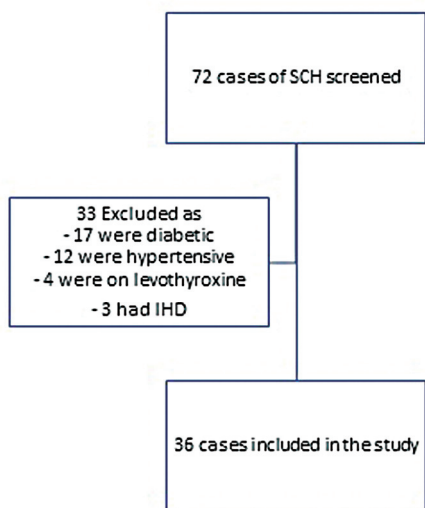 72 cases of SCH screened
33 Excluded as
- 17 were diabetic
- 12 were hypertensive
- 4 were on levothyroxine
- 3 had IHD
36 cases included in the study